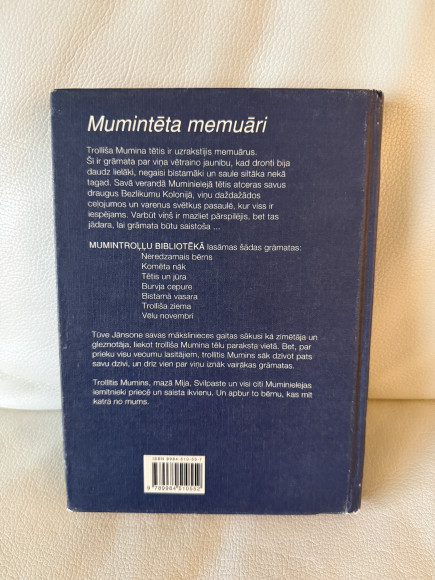 Mumintēta memuāri
Trollīša Mumina tētis ir uzrakstījis memuārus.
Šī ir grāmata par viņa vētraino jaunību, kad dronti bija
daudz lielāki, negaisi bīstamāki un saule siltāka nekā
tagad. Savā verandā Muminielejā tētis atceras savus
draugus Bezlikumu Kolonijā, viņu daždažādos
ceļojumos un varenus svētkus pasaulē, kur viss ir
iespējams. Varbūt viņš ir mazliet pārspīlējis, bet tas
jādara, lai grāmata būtu saistoša ...
MUMINTROĻĻU BIBLIOTĒKĀ lasāmas šādas grāmatas:
Neredzamais bērns
Komēta nāk
Tētis un jūra
Burvja cepure
Bīstamā vasara
Trollīša ziema
Vēlu novembrī
Tūve Jānsone savas mākslinieces gaitas sākusi kā zīmētāja un
gleznotāja, liekot trollīša Mumina tēlu paraksta vietā. Bet, par
prieku visu vecumu lasītājiem, trollītis Mumins sāk dzīvot pats
savu dzīvi, un drīz vien par viņu iznāk vairākas grāmatas.
Trollītis Mumins, mazā Mija, Svilpaste un visi citi Muminielejas
iemītnieki priecē un saista ikvienu. Un apbur to bērnu, kas mīt
katrā no mums.